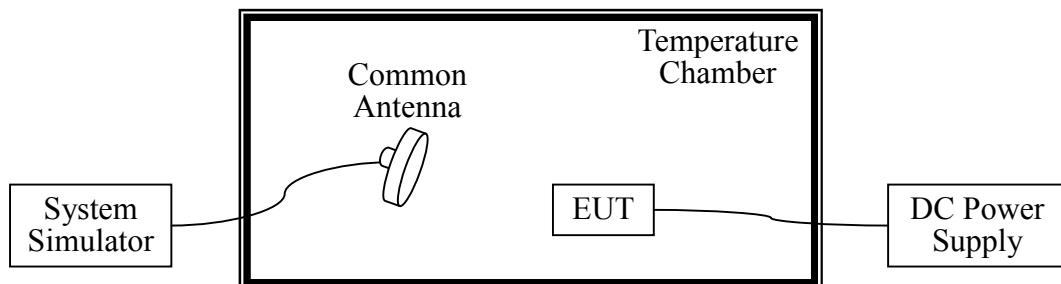 Temperature
Chamber
Common
Antenna
System
Simulator
EUT
DC Power
Supply